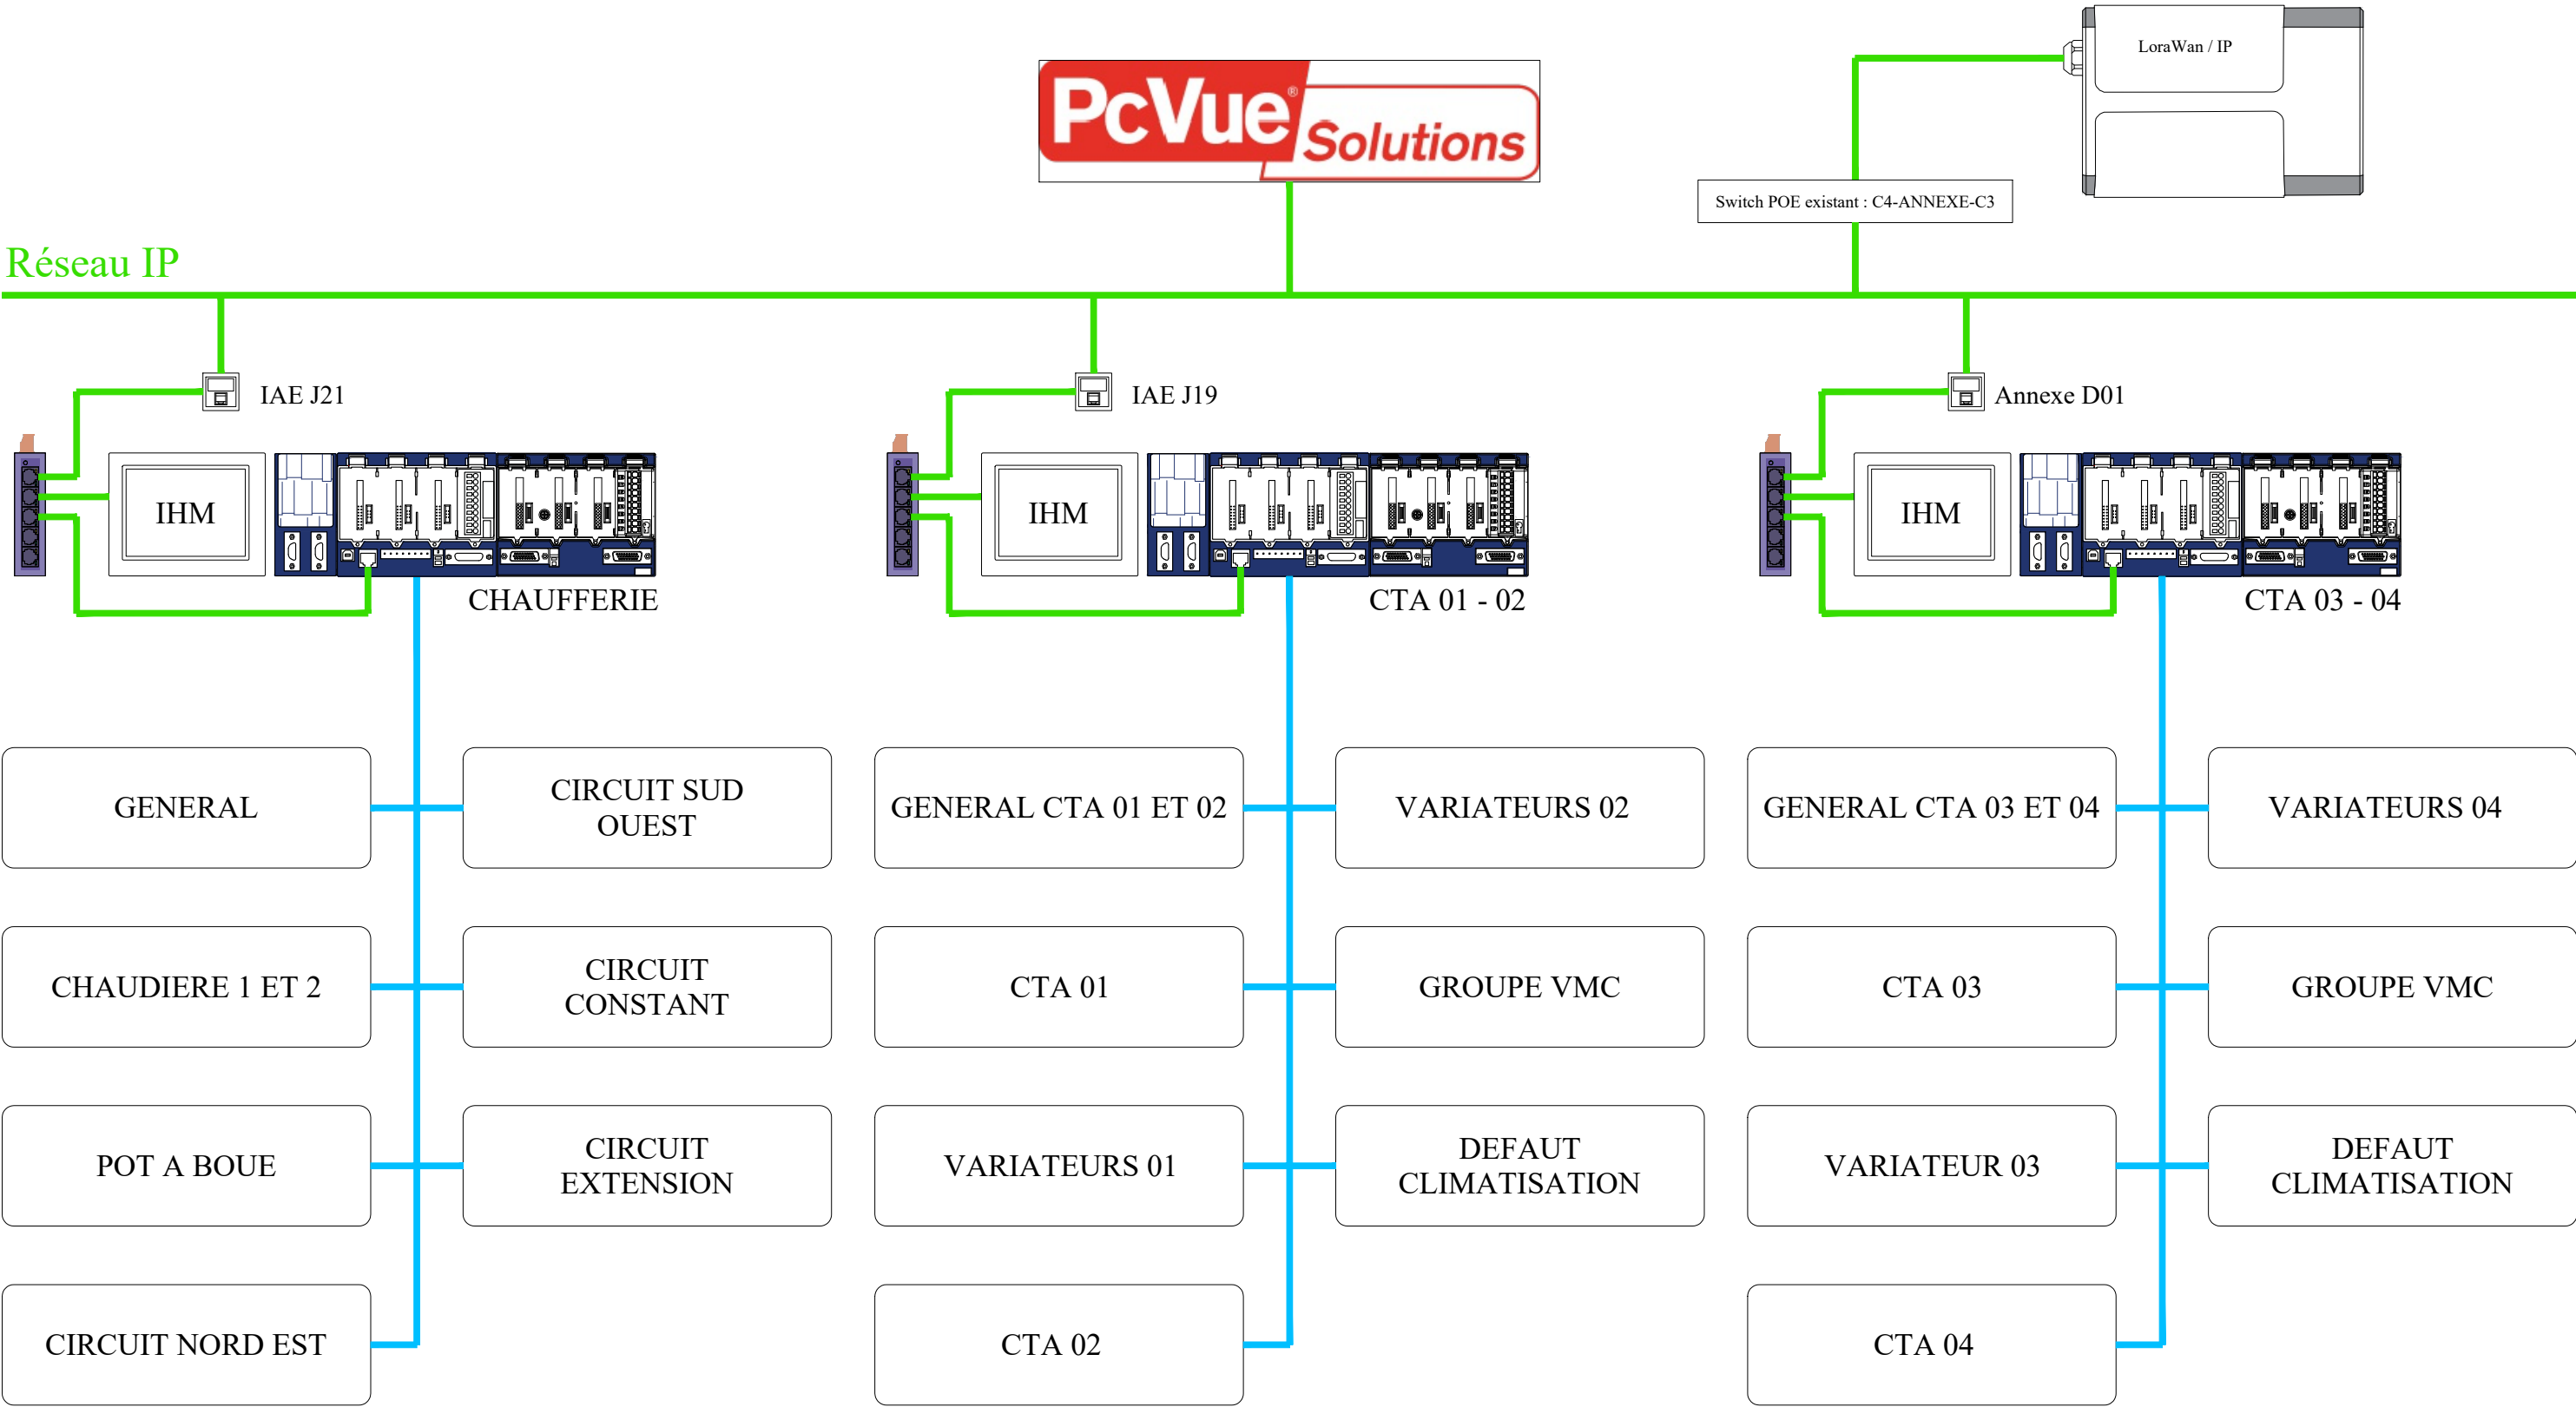 LoraWan / IP
PcVue® Solutions
Switch POE existant : C4-ANNEXE-C3
Réseau IP
IAE J21
IAE J19
Annexe D01
IHM
IHM
IHM
CHAUFFERIE
CTA 01 - 02
CTA 03 - 04
GENERAL
CIRCUIT SUD
OUEST
GENERAL CTA 01 ET 02
VARIATEURS 02
GENERAL CTA 03 ET 04
VARIATEURS 04
CHAUDIERE 1 ET 2
CIRCUIT
CONSTANT
CTA 01
GROUPE VMC
CTA 03
GROUPE VMC
POT A BOUE
CIRCUIT
EXTENSION
VARIATEURS 01
DEFAUT
CLIMATISATION
VARIATEUR 03
DEFAUT
CLIMATISATION
CIRCUIT NORD EST
CTA 02
CTA 04